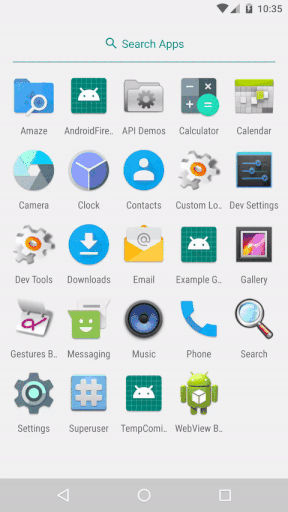 10:35
Search Apps
Amaze
AndroidFire..
API Demos
Calculator
Calendar
Camera
Clock
Contacts
Custom Lo..
Dev Settings
Dev Tools
Downloads
Email
Example G..
Gallery
Gestures B..
Messaging
Music
Phone
Search
Settings
Superuser
TempComi..
WebView B..